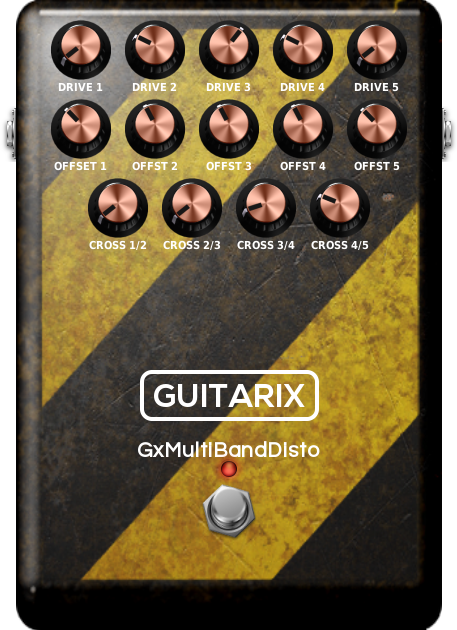 DRIVE 1 DRIVE 2 DRIVE 3 DRIVE 4 DRIVE 5
OFFSET 1 OFFST 2 OFFST 3 OFFST 4 OFFST 5
CROSS 1/2 CROSS 2/3 CROSS 3/4 CROSS 4/5
GUITARIX
GxMultiBandDisto